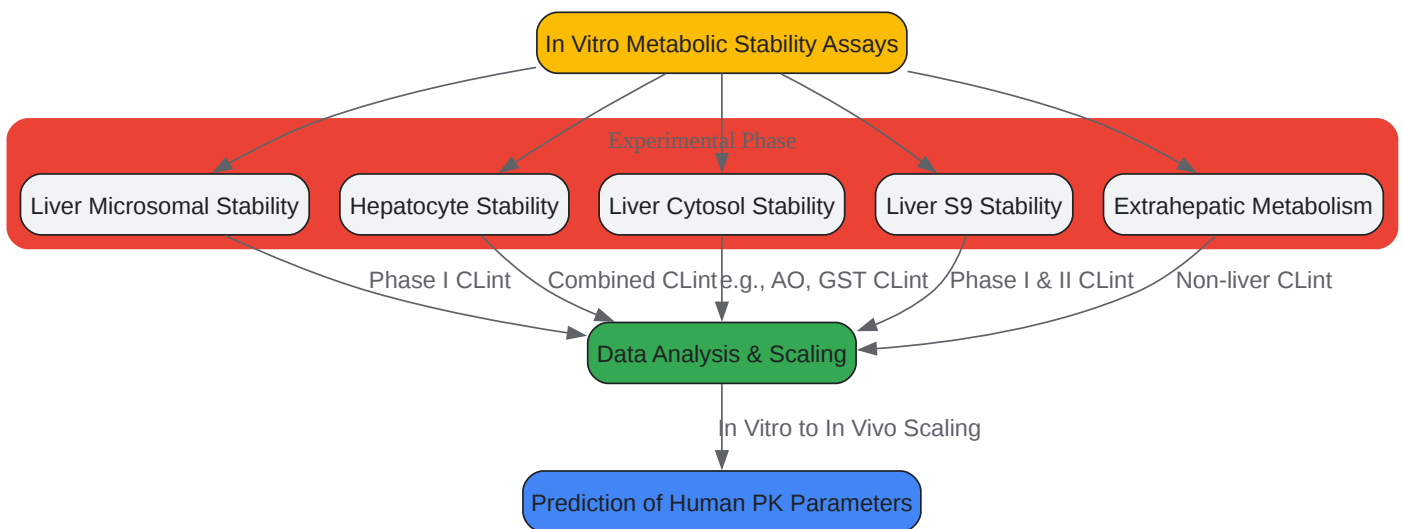 In Vitro Metabolic Stability Assays
Experimental Phase
Liver Microsomal Stability
Hepatocyte Stability
Liver Cytosol Stability
Liver S9 Stability
Extrahepatic Metabolism
Phase I CLint
Combined CLint
e.g., AO, GST CLint
Phase I & II CLint
Non-liver CLint
Data Analysis & Scaling
In Vitro to In Vivo Scaling
Prediction of Human PK Parameters